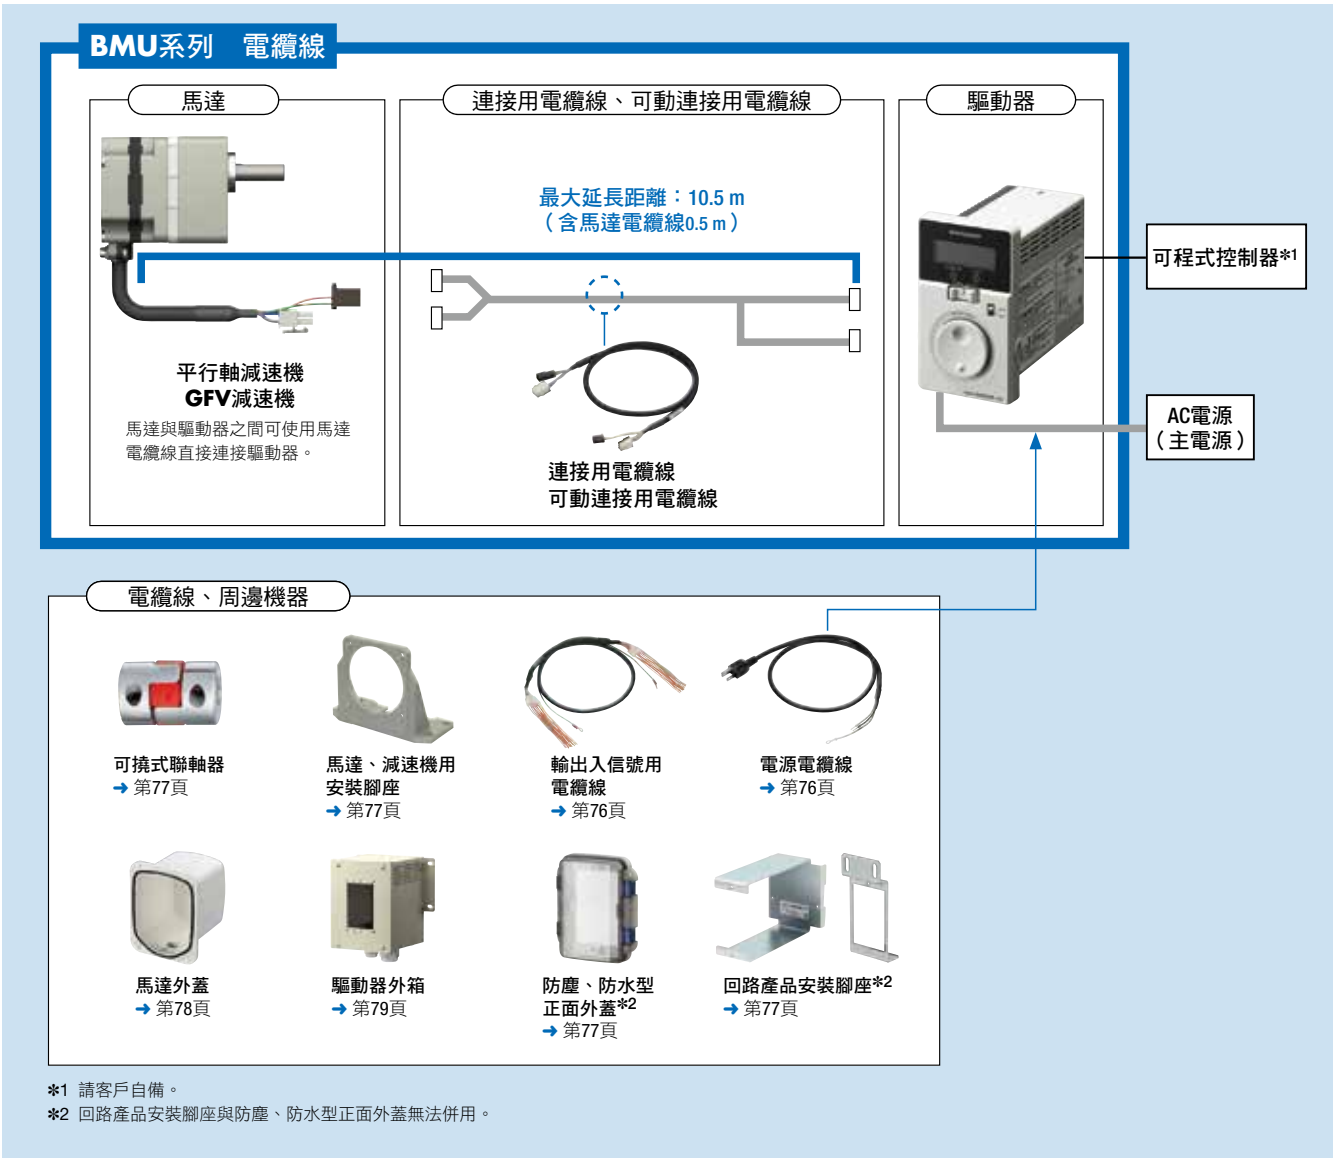 BMU系列　電纜線
馬達
連接用電纜線、可動連接用電纜線
驅動器
最大延長距離：10.5 m
（含馬達電纜線0.5 m）
可程式控制器*1
平行軸減速機
GFV減速機
馬達與驅動器之間可使用馬達
電纜線直接連接驅動器。
連接用電纜線
可動連接用電纜線
AC電源
（主電源）
電纜線、周邊機器
可撓式聯軸器
→ 第77頁
馬達、減速機用
安裝腳座
→ 第77頁
輸出入信號用
電纜線
→ 第76頁
電源電纜線
→ 第76頁
馬達外蓋
→ 第78頁
驅動器外箱
→ 第79頁
防塵、防水型
正面外蓋*2
→ 第77頁
回路產品安裝腳座*2
→ 第77頁
*1 請客戶自備。
*2 回路產品安裝腳座與防塵、防水型正面外蓋無法併用。